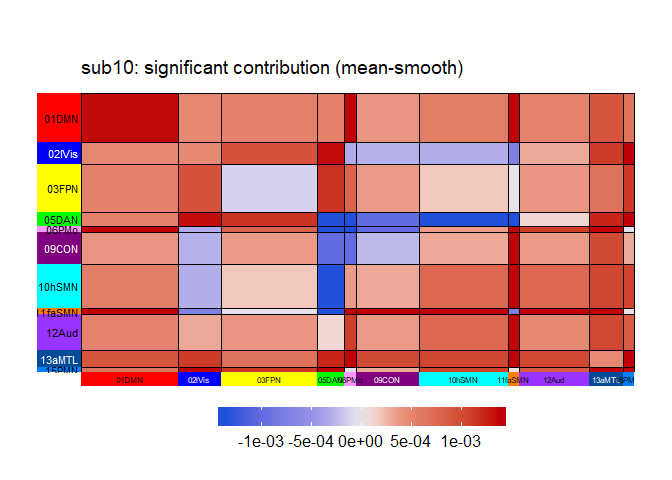 sub10: significant contribution (mean-smooth)
01DMN
02lVis
03FPN
05DAN
06PMo
09CON
10hSMN
11faSMN
12Aud
13aMTL
15PMN
01DMN 02lVis 03FPN 05DAN 06PMo 09CON 10hSMN 11faSMN 12Aud 13aMTL
-1e-03 -5e-04 0e+00 5e-04 1e-03